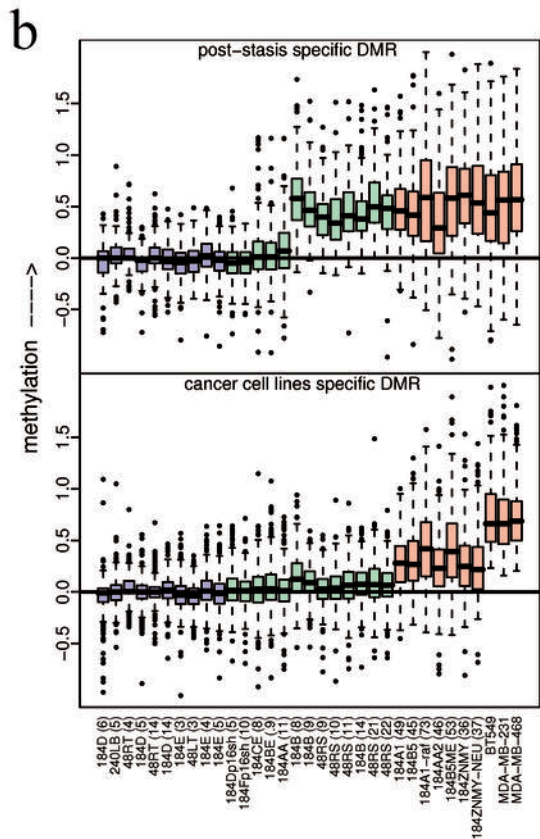 b
post-stasis specific DMR
1.5
1.0
0.5
0.0
−0.5
methylation ---->
cancer cell lines specific DMR
1.5
1.0
0.5
0.0
−0.5
184D (6)
240LB (5)
48RT (4)
184D (5)
48RT (14)
184D (14)
184E (3)
48LT (3)
184E (4)
184E (5)
184Dp16sh (5)
184Fp16sh (10)
184CE (8)
184BE (.9)
184AA (11)
184B (8)
184B (9)
48RS (9)
48RS (10)
48RS (11)
184B (14)
48RS (21)
48RS (22)
184A1 (49)
184B5 (45)
184A1−raf (73)
184AA2 (46)
184B5ME (53)
184ZNMY (36)
184ZNMY−NEU (37)
BT549
MDA−MB−231
MDA−MB−468